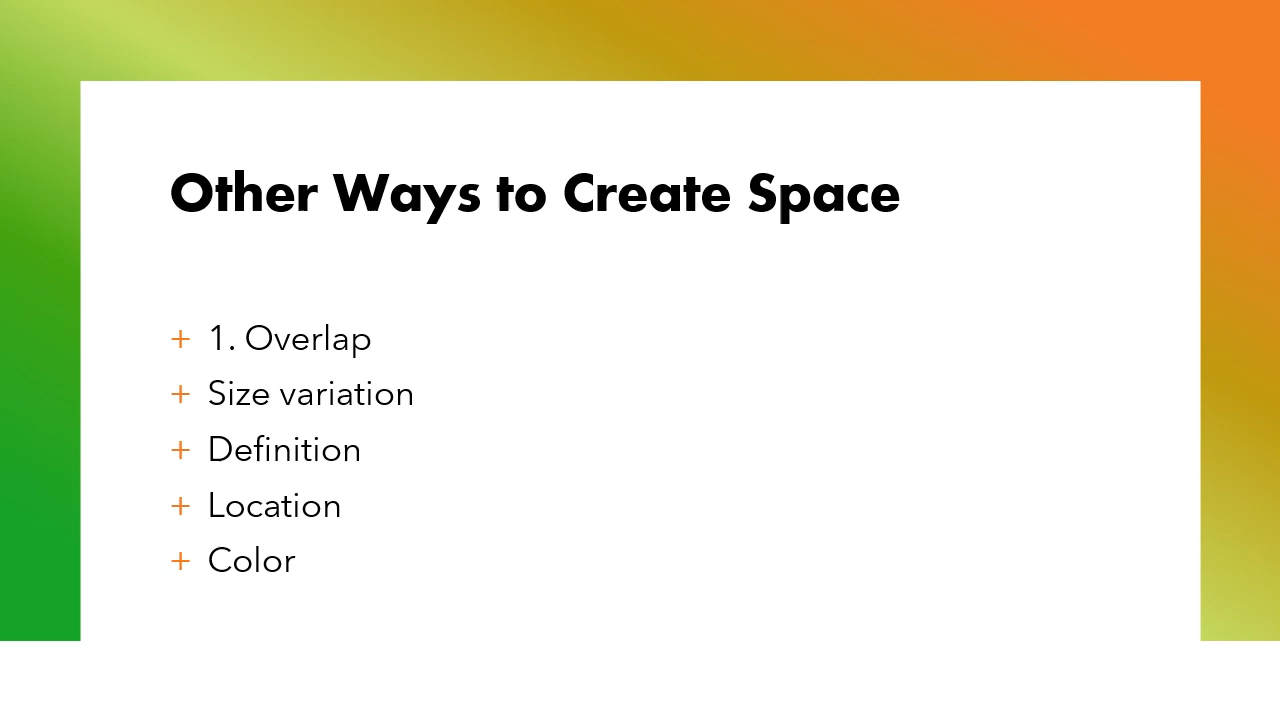 Other Ways to Create Space
+ 1. Overlap
+ Size variation
+ Definition
+ Location
+ Color